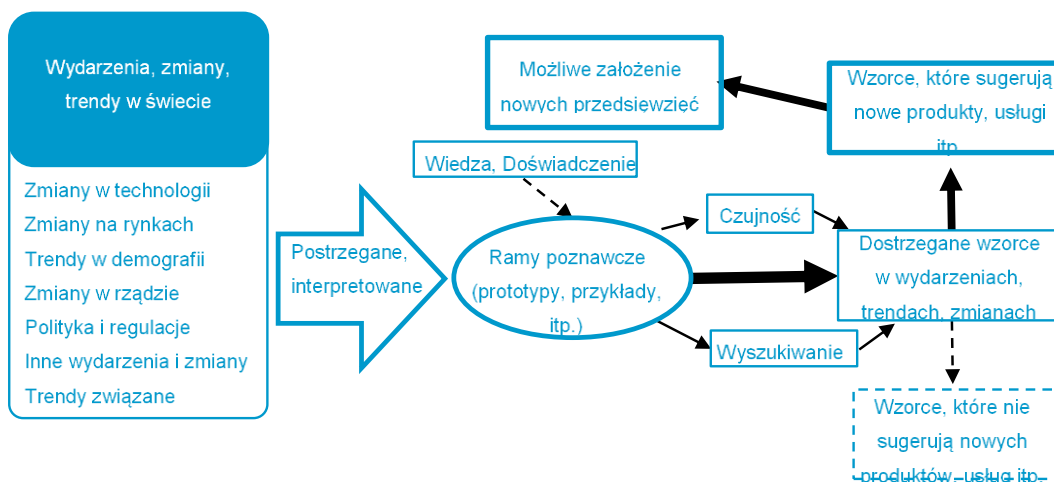 Wydarzenia, zmiany,
trendy w świecie
Zmiany w technologii
Zmiany na rynkach
Trendy w demografii
Zmiany w rządzie
Polityka i regulacje
Inne wydarzenia i zmiany
Trendy związane
Postrzegane,
interpretowane
Możliwe założenie
nowych przedsięwzięć
Wiedza, Doświadczenie
Ramy poznawcze
(prototypy, przykłady,
itp.)
Czujność
Wyszukiwanie
Wzorce, które sugerują
nowe produkty, usługi
itp.
Dostrzegane wzorce
w wydarzeniach,
trendach, zmianach
Wzorce, które nie
sugerują nowych
produktów, usług itp.